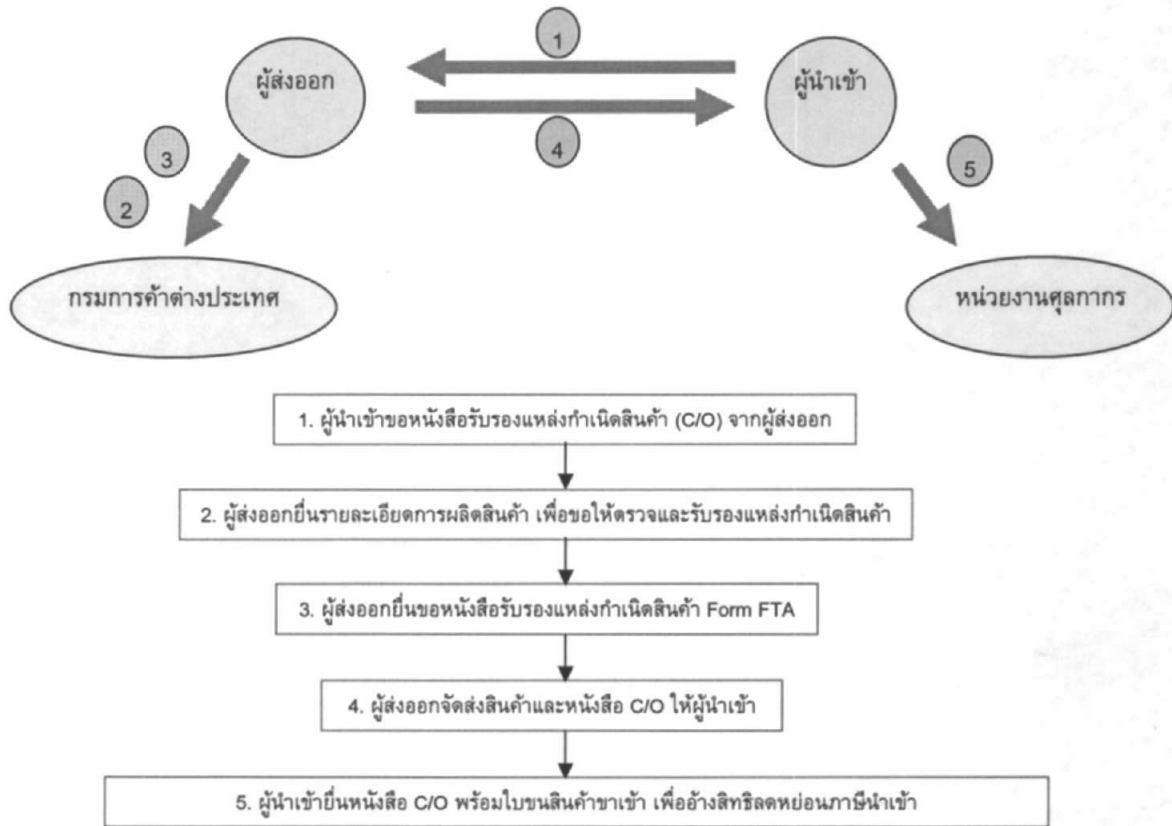 1
ผู้ส่งออก
ผู้นำเข้า
4
3
2
5
กรมการค้าต่างประเทศ
หน่วยงานศุลกากร
1. ผู้นำเข้าขอหนังสือรับรองแหล่งกำเนิดสินค้า (C/O) จากผู้ส่งออก
2. ผู้ส่งออกยื่นรายละเอียดการผลิตสินค้า เพื่อขอให้ตรวจและรับรองแหล่งกำเนิดสินค้า
3. ผู้ส่งออกยื่นขอหนังสือรับรองแหล่งกำเนิดสินค้า Form FTA
4. ผู้ส่งออกจัดส่งสินค้าและหนังสือ C/O ให้ผู้นำเข้า
5. ผู้นำเข้ายื่นหนังสือ C/O พร้อมใบขนสินค้าขาเข้า เพื่ออ้างสิทธิลดหย่อนภาษีนำเข้า